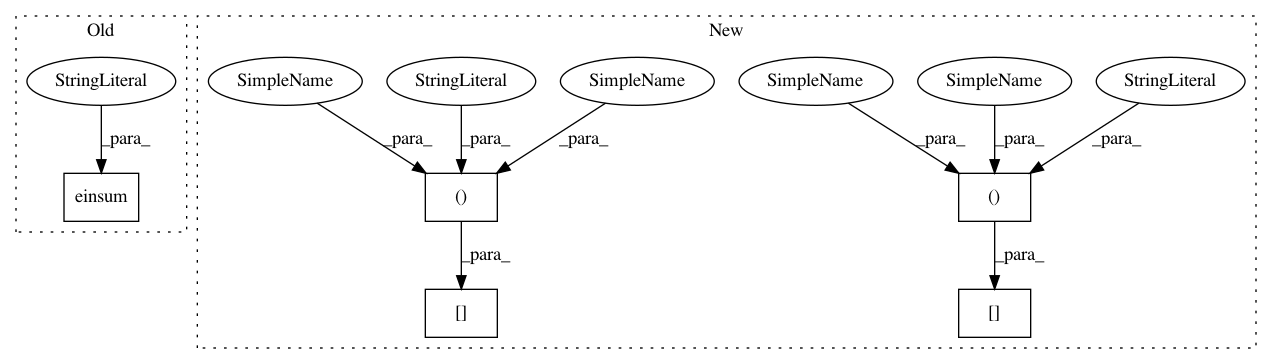 Old
New
StringLiteral
SimpleName
StringLiteral
SimpleName
SimpleName
SimpleName
StringLiteral
_para_
_para_
_para_
_para_
_para_
_para_
_para_
einsum
()
()
_para_
_para_
[]
[]